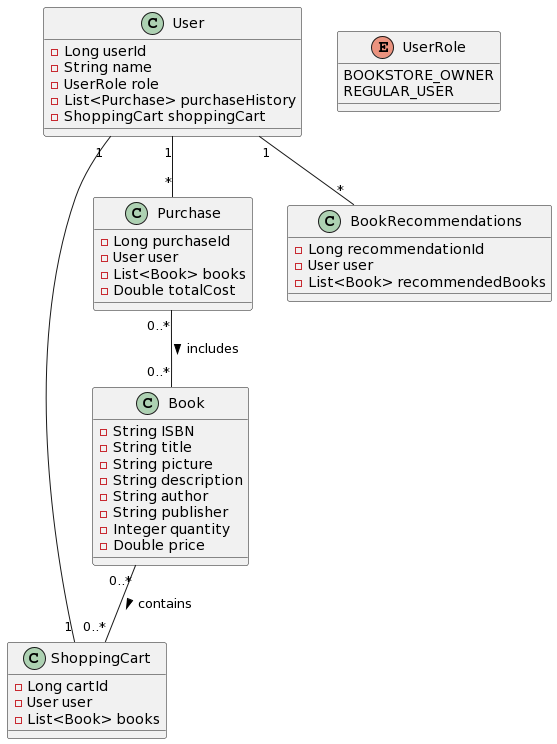 C User
Long userId
String name
UserRole role
List<Purchase> purchaseHistory
ShoppingCart shoppingCart
E UserRole
BOOKSTORE_OWNER
REGULAR_USER
1
1
1
*
*
C Purchase
Long purchaseId
User user
List<Book> books
Double totalCost
C BookRecommendations
Long recommendationId
User user
List<Book> recommendedBooks
0..*
includes
0..*
C Book
String ISBN
String title
String picture
String description
String author
String publisher
Integer quantity
Double price
0..*
contains
1
0..*
C ShoppingCart
Long cartId
User user
List<Book> books